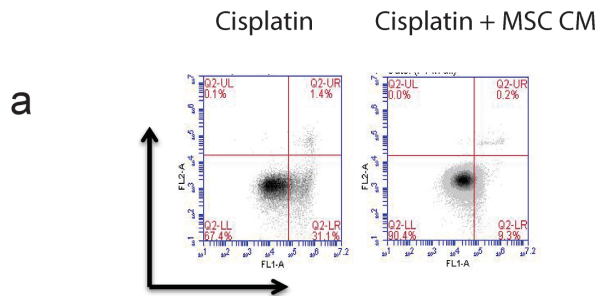 Cisplatin
Cisplatin + MSC CM
a
Q2-UL
0.1%
Q2-UR
1.4%
Q2-LL
67.4%
Q2-LR
31.1%
FL2-A
FL1-A
Q2-UL
0.0%
Q2-UR
0.2%
Q2-LL
90.4%
Q2-LR
9.3%
FL2-A
FL1-A